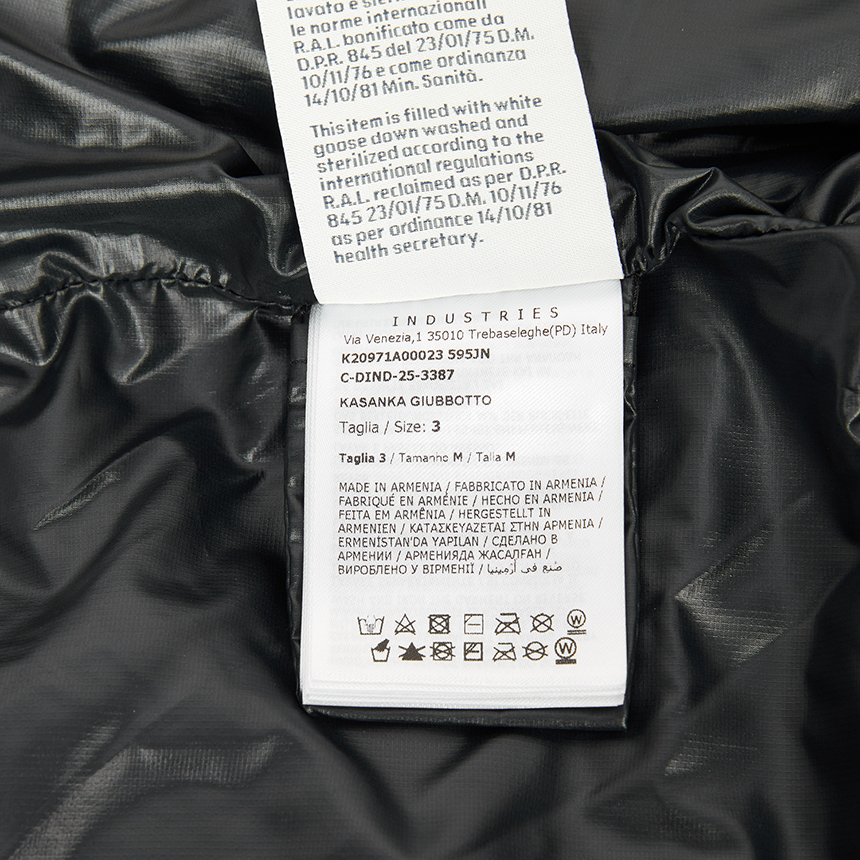 lavato e
le norme internazionali
R.A.L. bonificato come da
D.P.R. 845 del 23/01/75 D.M.
10/11/76 e come ordinanza
14/10/81 Min. Sanità.
This item is filled with white
goose down washed and
sterilized according to the
international regulations
R.A.L. reclaimed as per D.P.R.
845 23/01/75 D.M. 10/11/76
as per ordinance 14/10/81
health secretary.
INDUSTRIES
Via Venezia,1 35010 Trebaseleghe(PD) Italy
K20971A00023 595JN
C-DIND-25-3387
KASANKA GIUBBOTTO
Taglia / Size: 3
Taglia 3 / Tamanho M / Talla M
MADE IN ARMENIA / FABBRICATO IN ARMENIA /
FABRIQUÉ EN ARMÉNIE / HECHO EN ARMENIA /
FEITA EM ARMÊNIA / HERGESTELLT IN
ARMENIEN / ΚΑΤΑΣΚΕΥΑΖΕΤΑΙ ΣΤΗΝ ΑΡΜΕΝΙΑ /
ERMENİSTAN'DA YAPILAN / СДЕЛАНО В
АРМЕНИИ / АРМЕНИЯДА ЖАСАЛҒАН /
ВИРОБЛЕНО У ВІРМЕНІЇ / صنع في أرمينيا
W
W